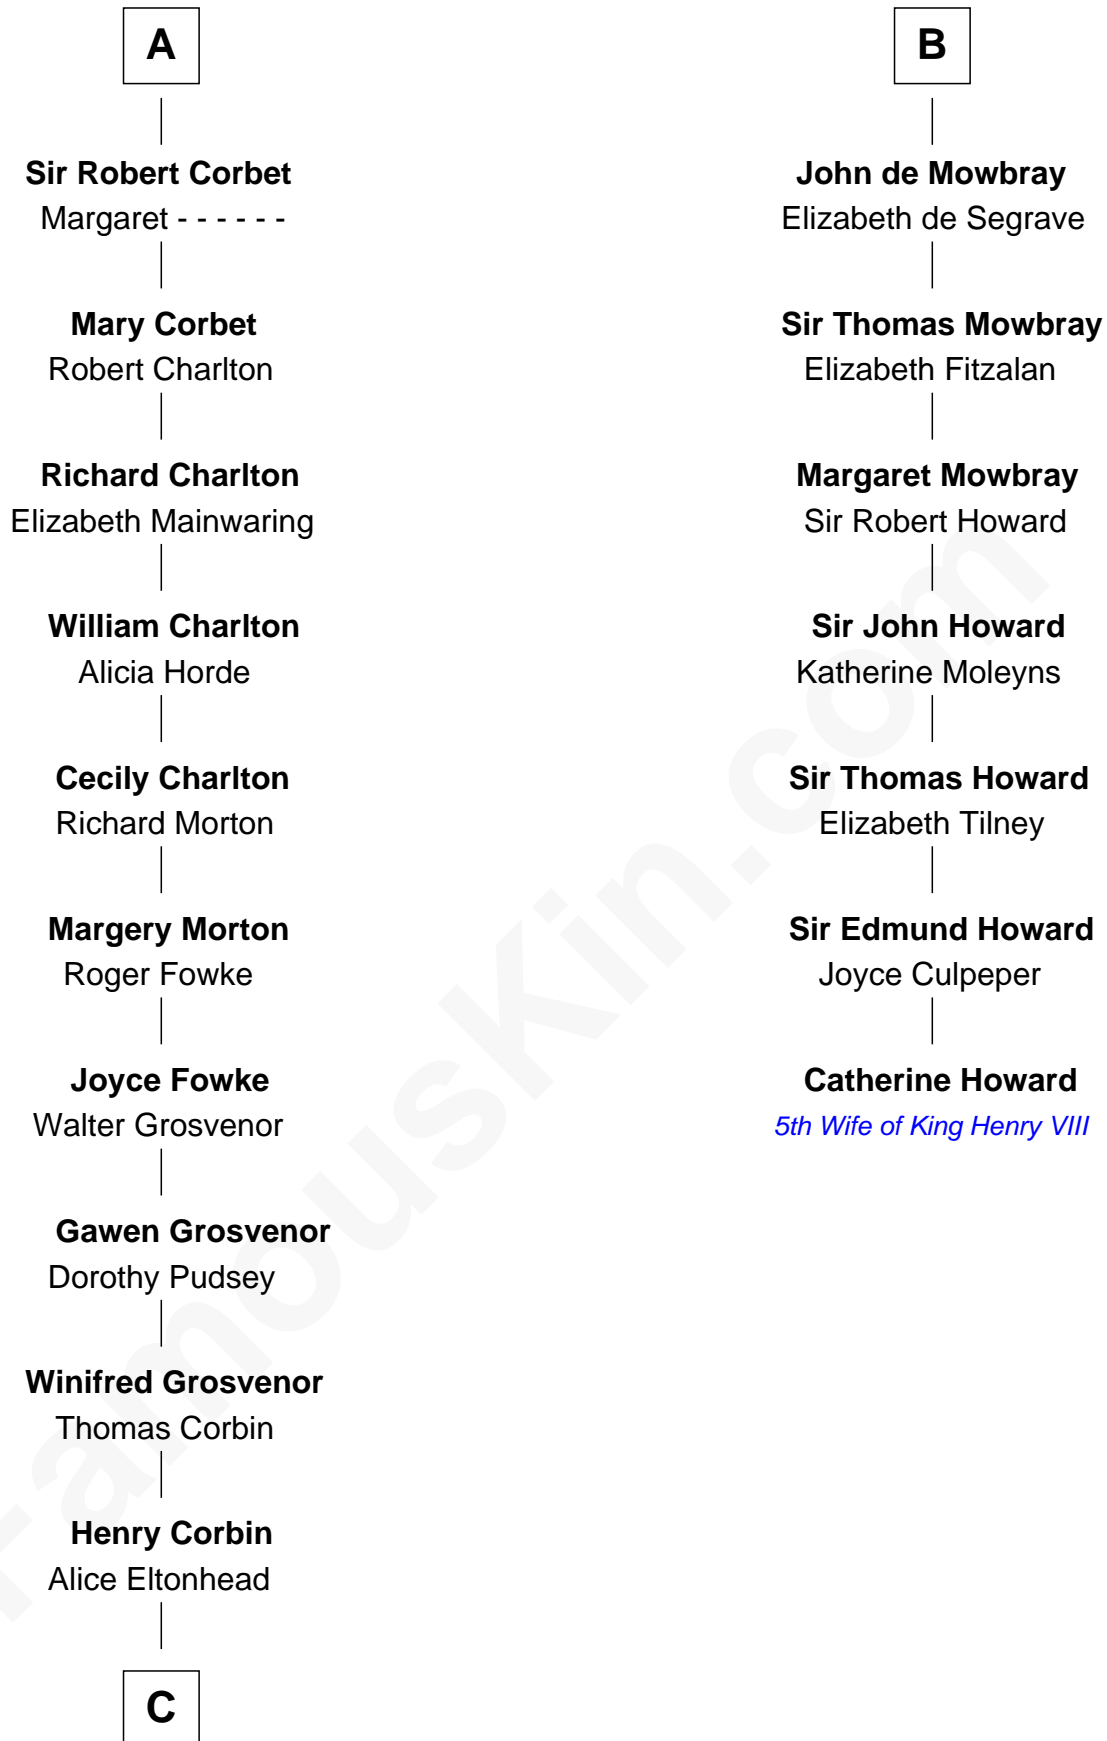 A
Sir Robert Corbet
Margaret - - - - - -
Mary Corbet
Robert Charlton
Richard Charlton
Elizabeth Mainwaring
William Charlton
Alicia Horde
Cecily Charlton
Richard Morton
Margery Morton
Roger Fowke
Joyce Fowke
Walter Grosvenor
Gawen Grosvenor
Dorothy Pudsey
Winifred Grosvenor
Thomas Corbin
Henry Corbin
Alice Eltonhead
C
B
John de Mowbray
Elizabeth de Segrave
Sir Thomas Mowbray
Elizabeth Fitzalan
Margaret Mowbray
Sir Robert Howard
Sir John Howard
Katherine Moleyns
Sir Thomas Howard
Elizabeth Tilney
Sir Edmund Howard
Joyce Culpeper
Catherine Howard
5th Wife of King Henry VIII
FamousKin.com